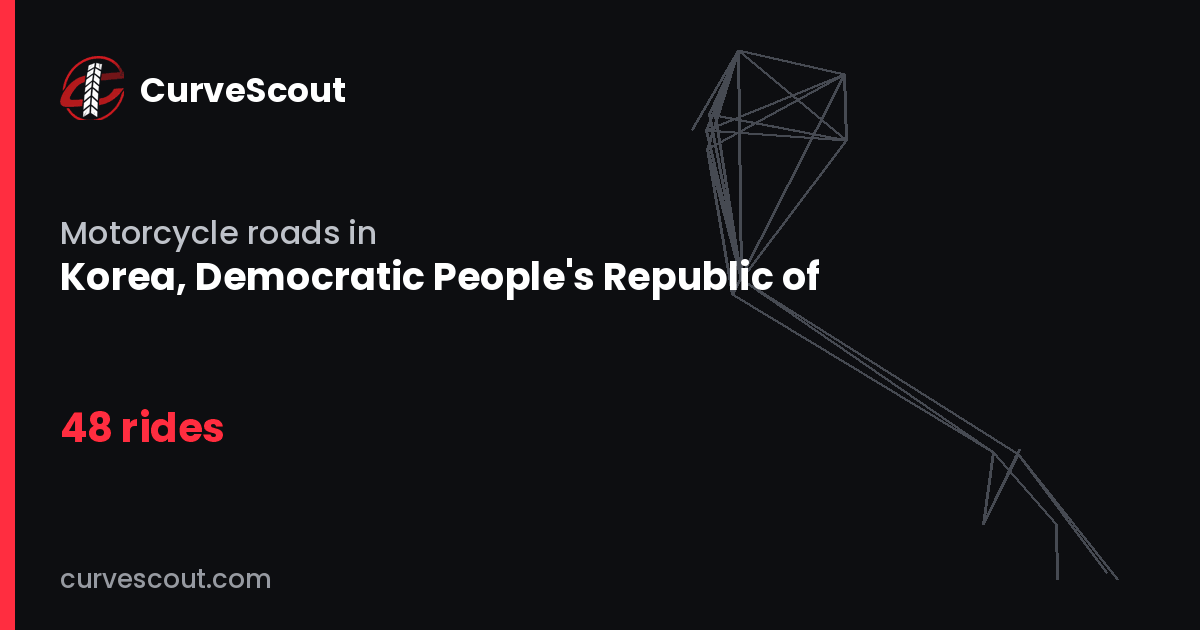 CurveScout
Motorcycle roads in
Korea, Democratic People's Republic of
48 rides
curvescout.com